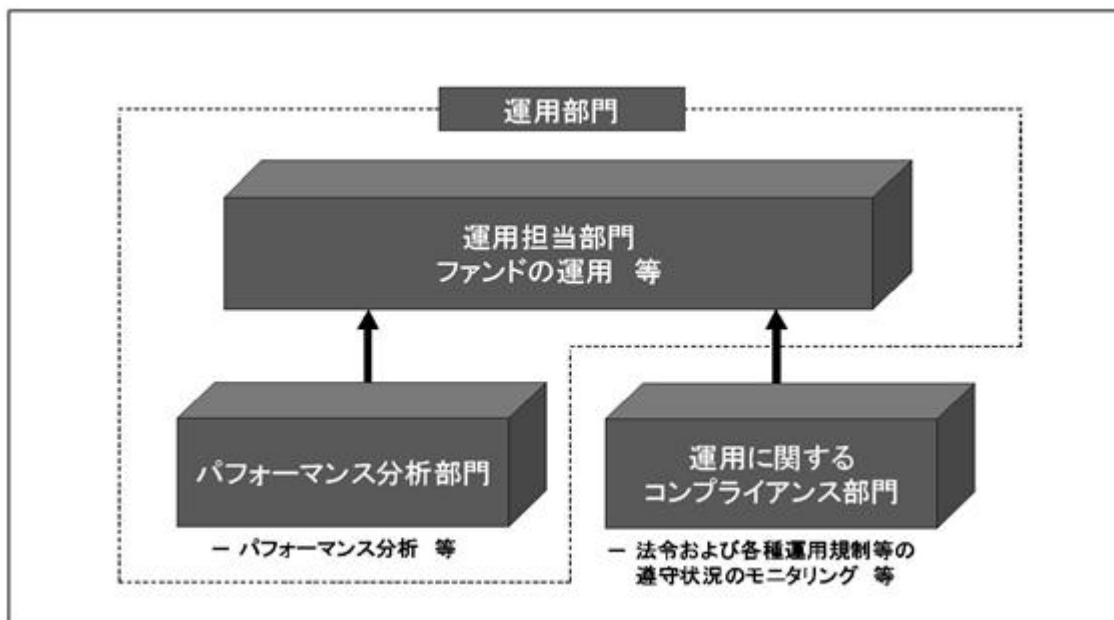 運用部門
運用担当部門
ファンドの運用 等
パフォーマンス分析部門
－ パフォーマンス分析 等
運用に関する
コンプライアンス部門
－ 法令および各種運用規制等の
遵守状況のモニタリング 等